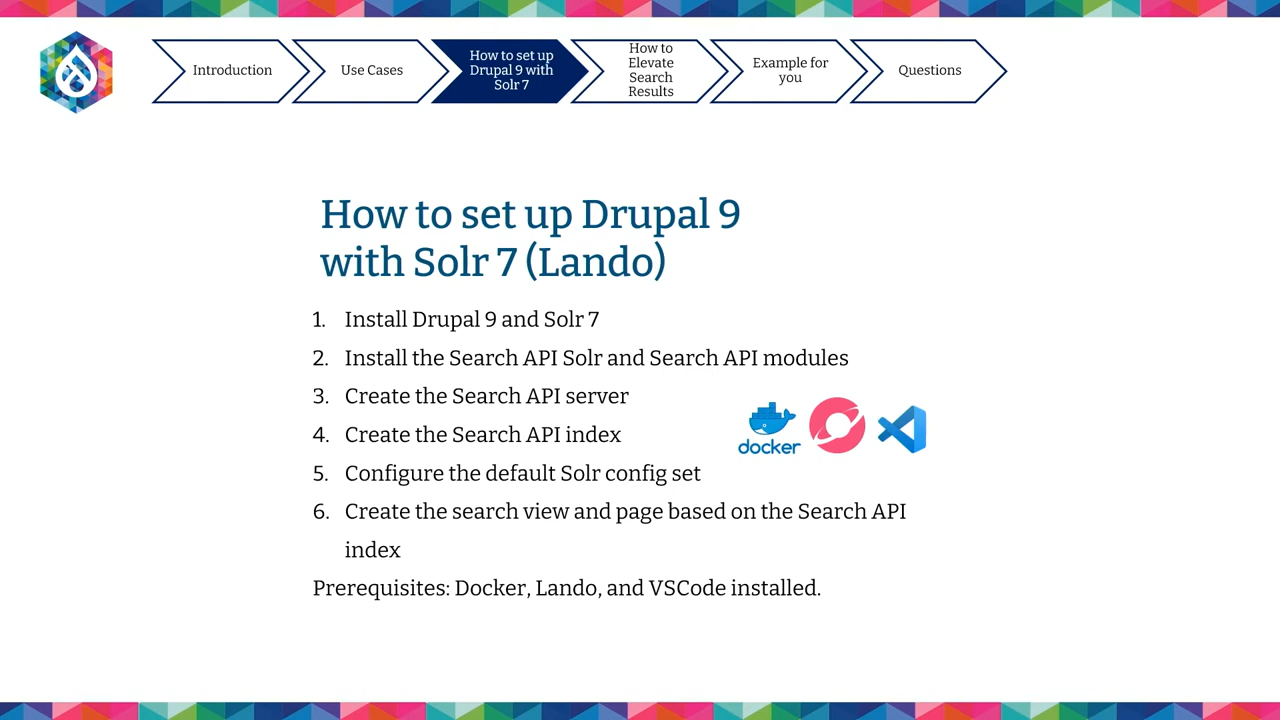 Introduction
Use Cases
How to set up
Drupal 9 with
Solr 7
How to
Elevate
Search
Results
Example for
you
Questions
How to set up Drupal 9
with Solr 7 (Lando)
1. Install Drupal 9 and Solr 7
2. Install the Search API Solr and Search API modules
3. Create the Search API server
4. Create the Search API index
5. Configure the default Solr config set
6. Create the search view and page based on the Search API
index
docker
Prerequisites: Docker, Lando, and VSCode installed.